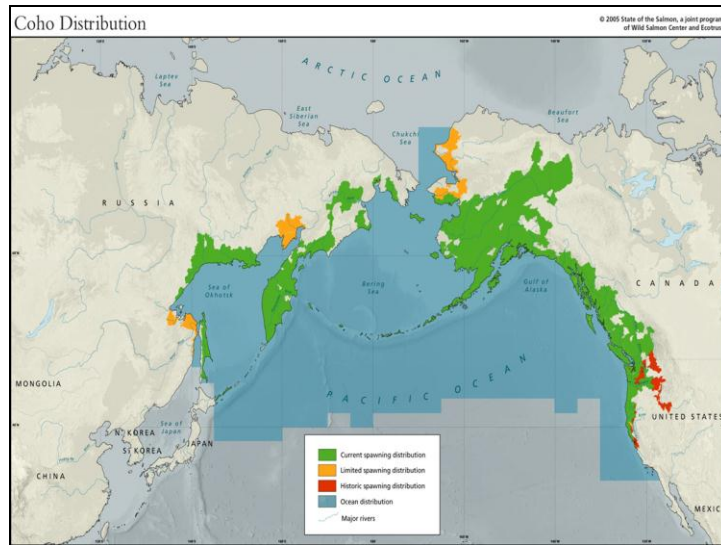 Coho Distribution
© 2005 State of the Salmon, a joint program
of Wild Salmon Center and Ecotrus
ARCTIC OCEAN
Laptev
Sea
East
Siberian
Sea
Chukchi
Sea
Beaufort
Sea
RUSSIA
CANADA
Sea of
Okhotsk
Bering
Sea
Gulf of
Alaska
PACIFIC OCEAN
MONGOLIA
UNITED STATES
Sea of
Japan
N. KOREA
S. KOREA
JAPAN
CHINA
MEXIC
Current spawning distribution
Limited spawning distribution
Historic spawning distribution
Ocean distribution
Major rivers